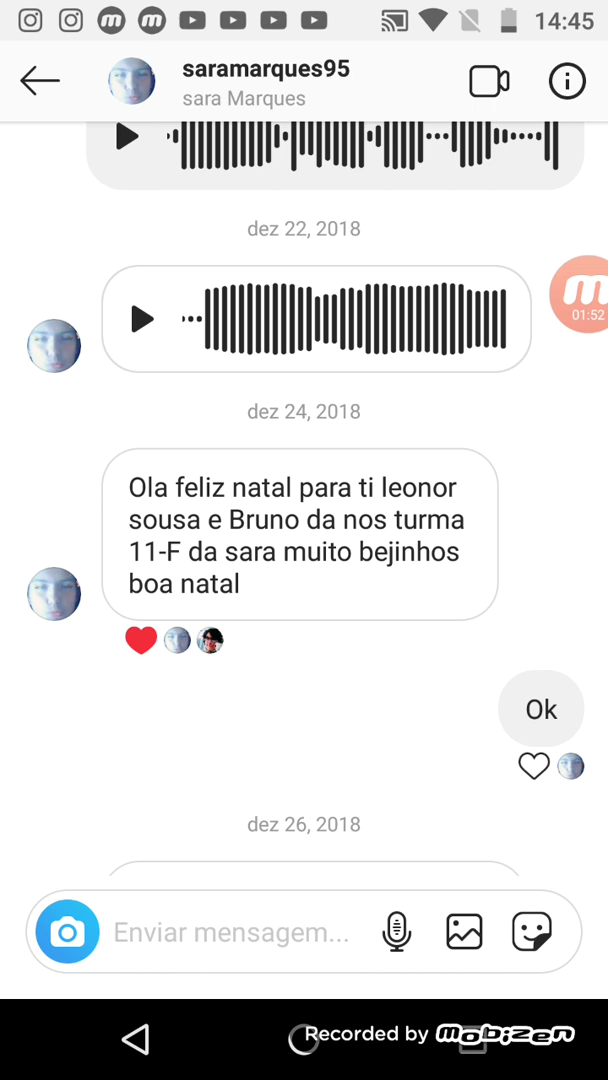 14:45
saramarques95
sara Marques
dez 22, 2018
m
01:52
dez 24, 2018
Ola feliz natal para ti leonor
sousa e Bruno da nos turma
11-F da sara muito bejinhos
boa natal
Ok
dez 26, 2018
Enviar mensagem...
Recorded by Mobizen